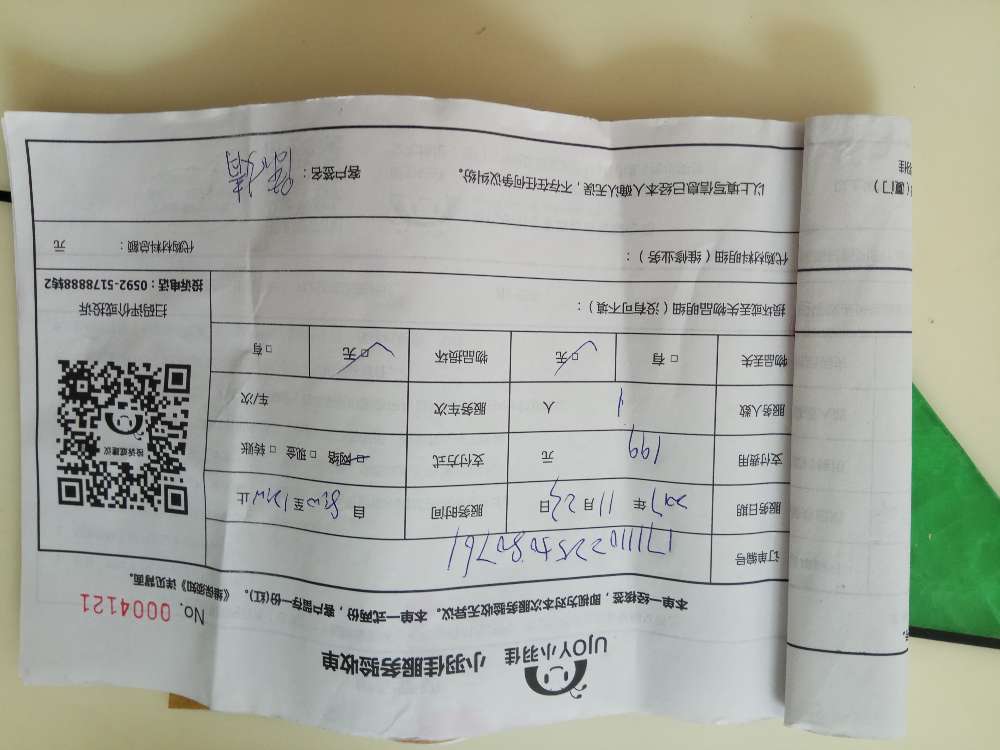 UJOY小羽佳
小羽佳服务验收单
No. 0004121
本单一经核签，即视为对本次服务验收无异议。本单一式两份，客户留存一份(红)。《维保须知》详见背面。
订单编号
服务日期 2017 年 11 月 23 日 服务时间 自 至 止
支付费用 199 元 支付方式 □网络 □现金 □转账
服务人数 1 人 服务车次 车/次
物品丢失 □有 □无 物品损坏 □无 □有
投诉或建议
扫码评价或投诉
投诉电话：0592-5178888转2
损坏或丢失物品明细（没有可不填）：
代购材料明细（维修业务）： 代购材料总额： 元
以上填写信息已经本人确认无误，不存在任何争议纠纷。 客户签名：